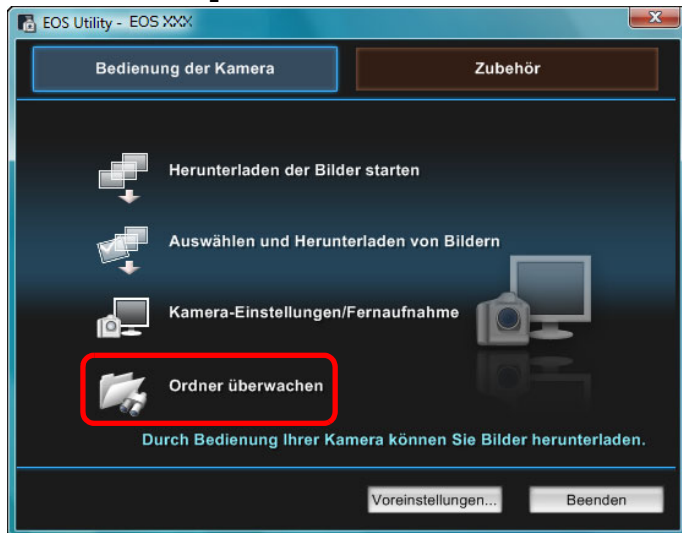 EOS Utility - EOS XXX
Bedienung der Kamera
Zubehör
Herunterladen der Bilder starten
Auswählen und Herunterladen von Bildern
Kamera-Einstellungen/Fernaufnahme
Ordner überwachen
Durch Bedienung Ihrer Kamera können Sie Bilder herunterladen.
Voreinstellungen...
Beenden